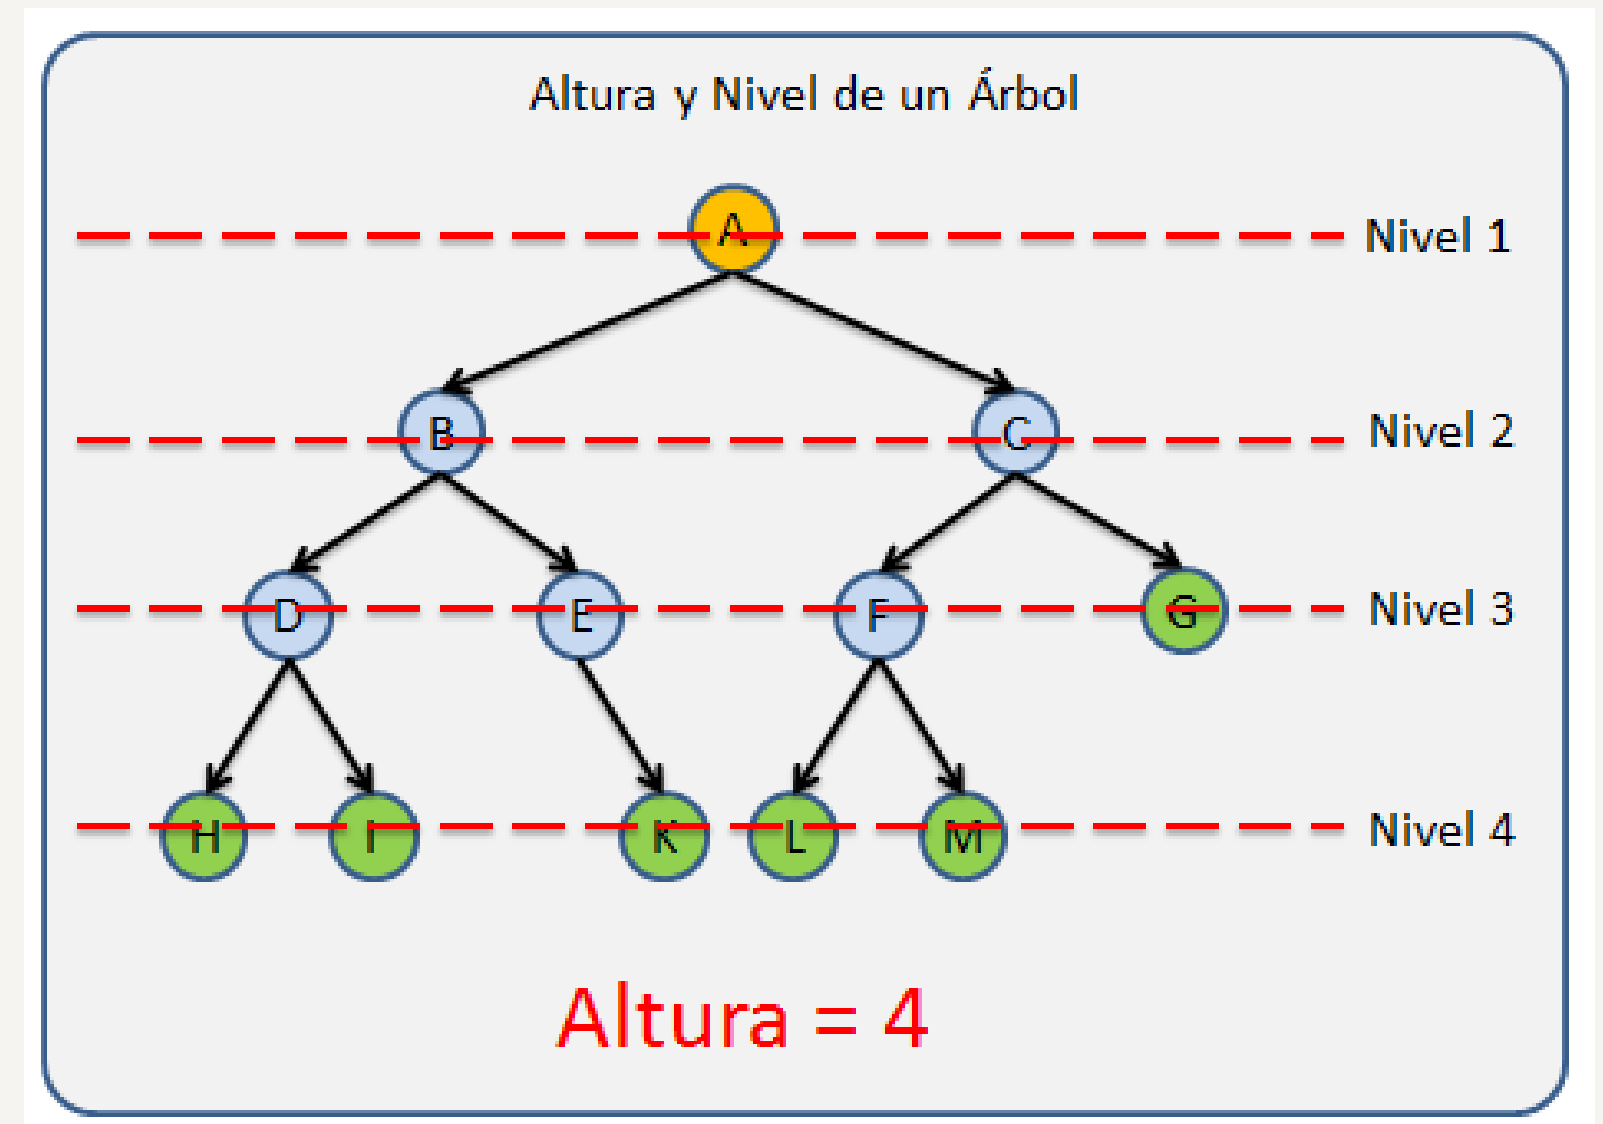 Altura y Nivel de un Árbol
A
Nivel 1
B C
Nivel 2
D E F G
Nivel 3
H I K L M
Nivel 4
Altura = 4